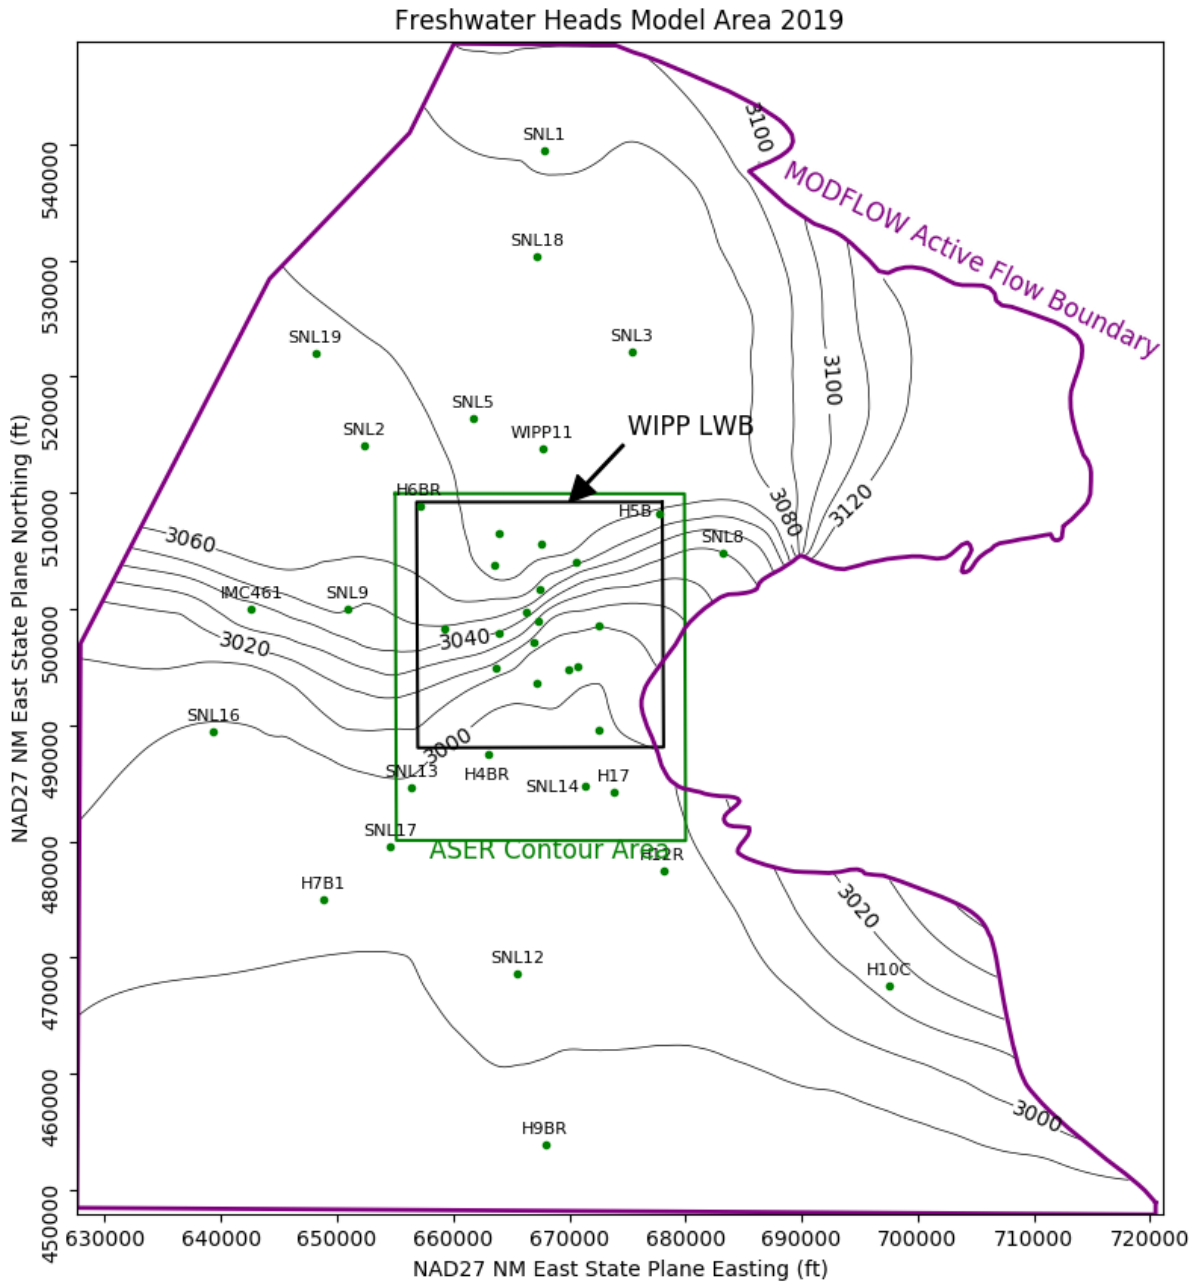 Freshwater Heads Model Area 2019
3100
SNL1
MODFLOW Active Flow Boundary
SNL18
SNL19
SNL3
3100
SNL5
SNL2
WIPP11
WIPP LWB
H6BR
H5B
3080
3120
3060
SNL8
IMC461
SNL9
3040
3020
SNL16
3000
SNL13
H4BR
SNL14
H17
SNL17
ASER Contour Area
H12R
H7B1
3020
SNL12
H10C
3000
H9BR
540000
530000
520000
510000
500000
490000
480000
470000
460000
450000
NAD27 NM East State Plane Northing (ft)
630000 640000 650000 660000 670000 680000 690000 700000 710000 720000
NAD27 NM East State Plane Easting (ft)